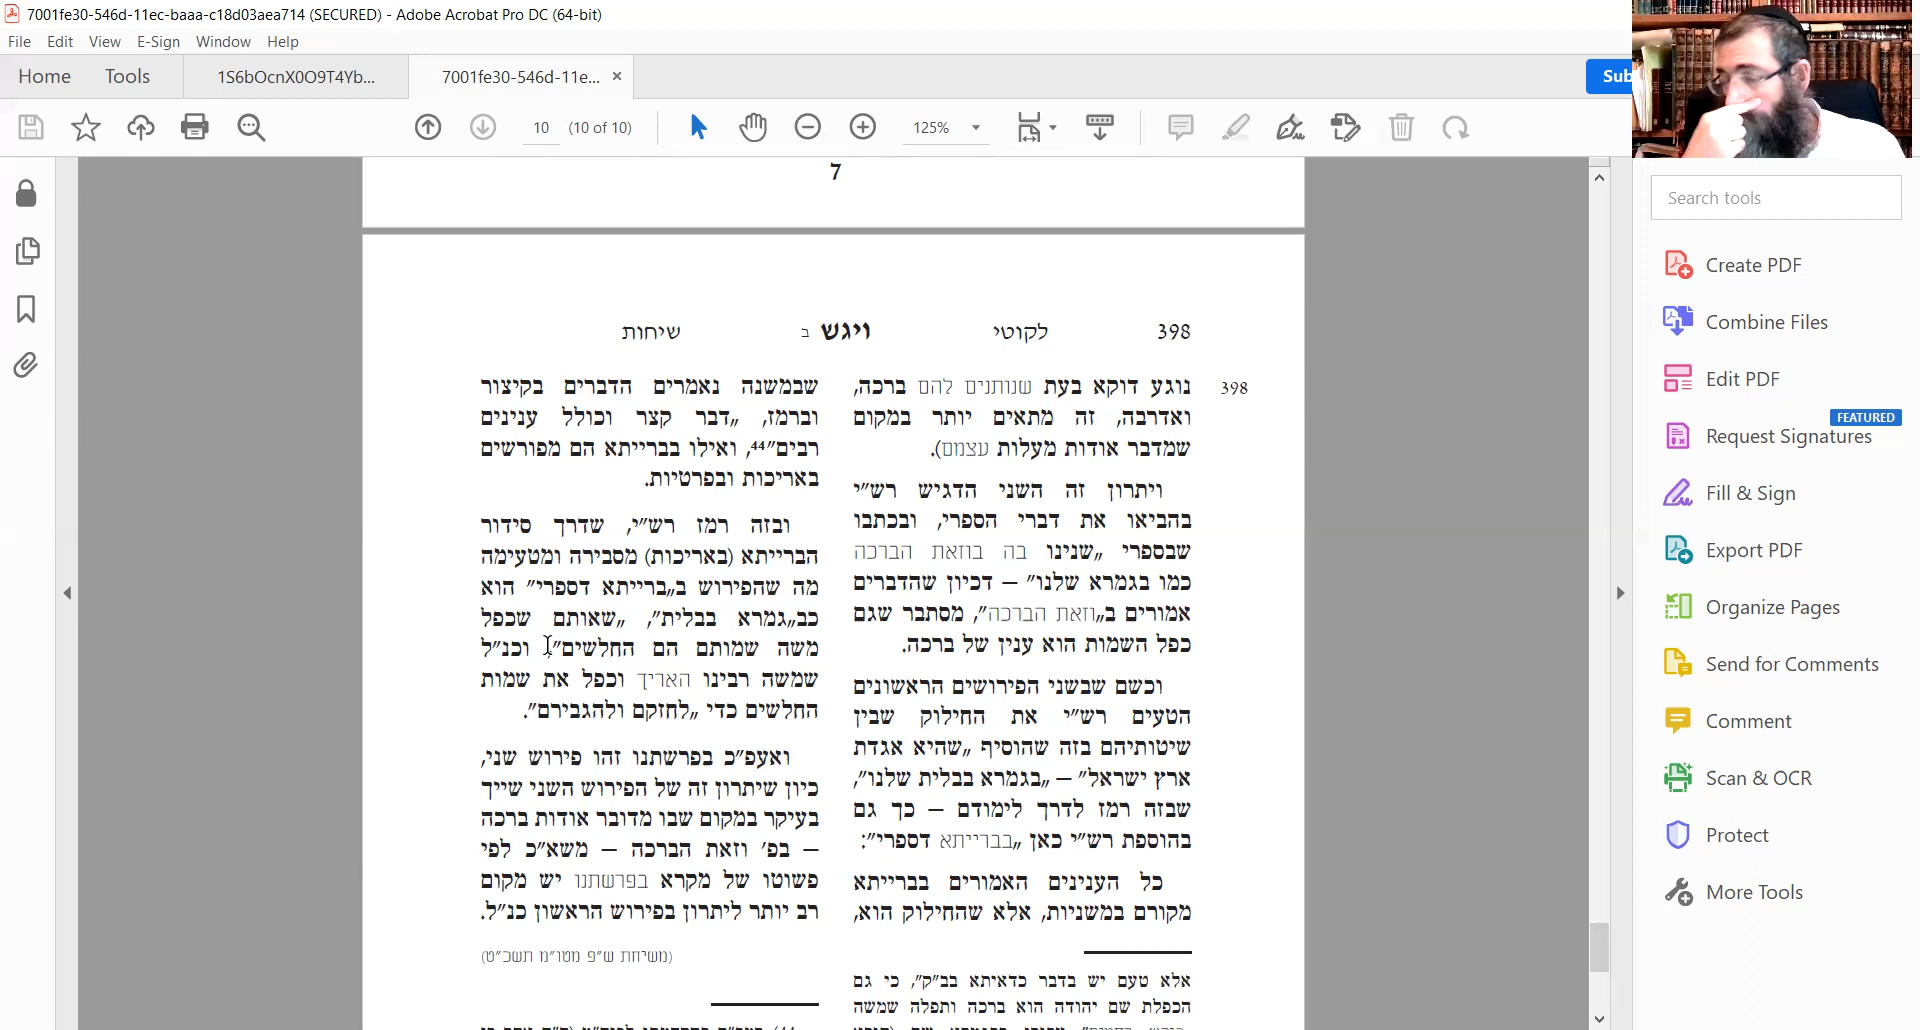 7001fe30-546d-11ec-baaa-c18d03aea714 (SECURED) - Adobe Acrobat Pro DC (64-bit)
File Edit View E-Sign Window Help
Home Tools 1S6bOcnX0O9T4Yb... 7001fe30-546d-11e... ×
Sub
10 (10 of 10) 125%
7
398 לקוטי ויגש ב שיחות
398
נוגע דוקא בעת שנותנים להם ברכה,
ואדרבה, זה מתאים יותר במקום
שמדבר אודות מעלות עצמם).
ויתרון זה השני הדגיש רש״י
בהביאו את דברי הספרי, ובכתבו
שבספרי „שנינו בה בוזאת הברכה
כמו בגמרא שלנו״ – דכיון שהדברים
אמורים ב„וזאת הברכה״, מסתבר שגם
כפל השמות הוא ענין של ברכה.
וכשם שבשני הפירושים הראשונים
הטעים רש״י את החילוק שבין
שיטותיהם בזה שהוסיף „שהיא אגדת
ארץ ישראל״ – „בגמרא בבלית שלנו״,
שבזה רמז לדרך לימודם – כך גם
בהוספת רש״י כאן „בברייתא דספרי״:
כל הענינים האמורים בברייתא
מקורם במשניות, אלא שהחילוק הוא,
אלא טעם יש בדבר כדאיתא בב״ק״, כי גם
הכפלת שם יהודה הוא ברכה ותפלה שמשה
שבמשנה נאמרים הדברים בקיצור
וברמז, „דבר קצר וכולל ענינים
רבים״44, ואילו בברייתא הם מפורשים
באריכות ובפרטיות.
ובזה רמז רש״י, שדרך סידור
הברייתא (באריכות) מסבירה ומטעימה
מה שהפירוש ב„ברייתא דספרי״ הוא
כב„גמרא בבלית״, „שאותם שכפל
משה שמותם הם החלשים״, וכנ״ל
שמשה רבינו האריך וכפל את שמות
החלשים כדי „לחזקם ולהגבירם״.
ואעפ״כ בפרשתנו זהו פירוש שני,
כיון שיתרון זה של הפירוש השני שייך
בעיקר במקום שבו מדובר אודות ברכה
– בפ׳ וזאת הברכה – משא״כ לפי
פשוטו של מקרא בפרשתנו יש מקום
רב יותר ליתרון בפירוש הראשון כנ״ל.
(משיחת ש״פ מטו״מ תשכ״ט)
Search tools
Create PDF
Combine Files
Edit PDF
FEATURED
Request Signatures
Fill & Sign
Export PDF
Organize Pages
Send for Comments
Comment
Scan & OCR
Protect
More Tools